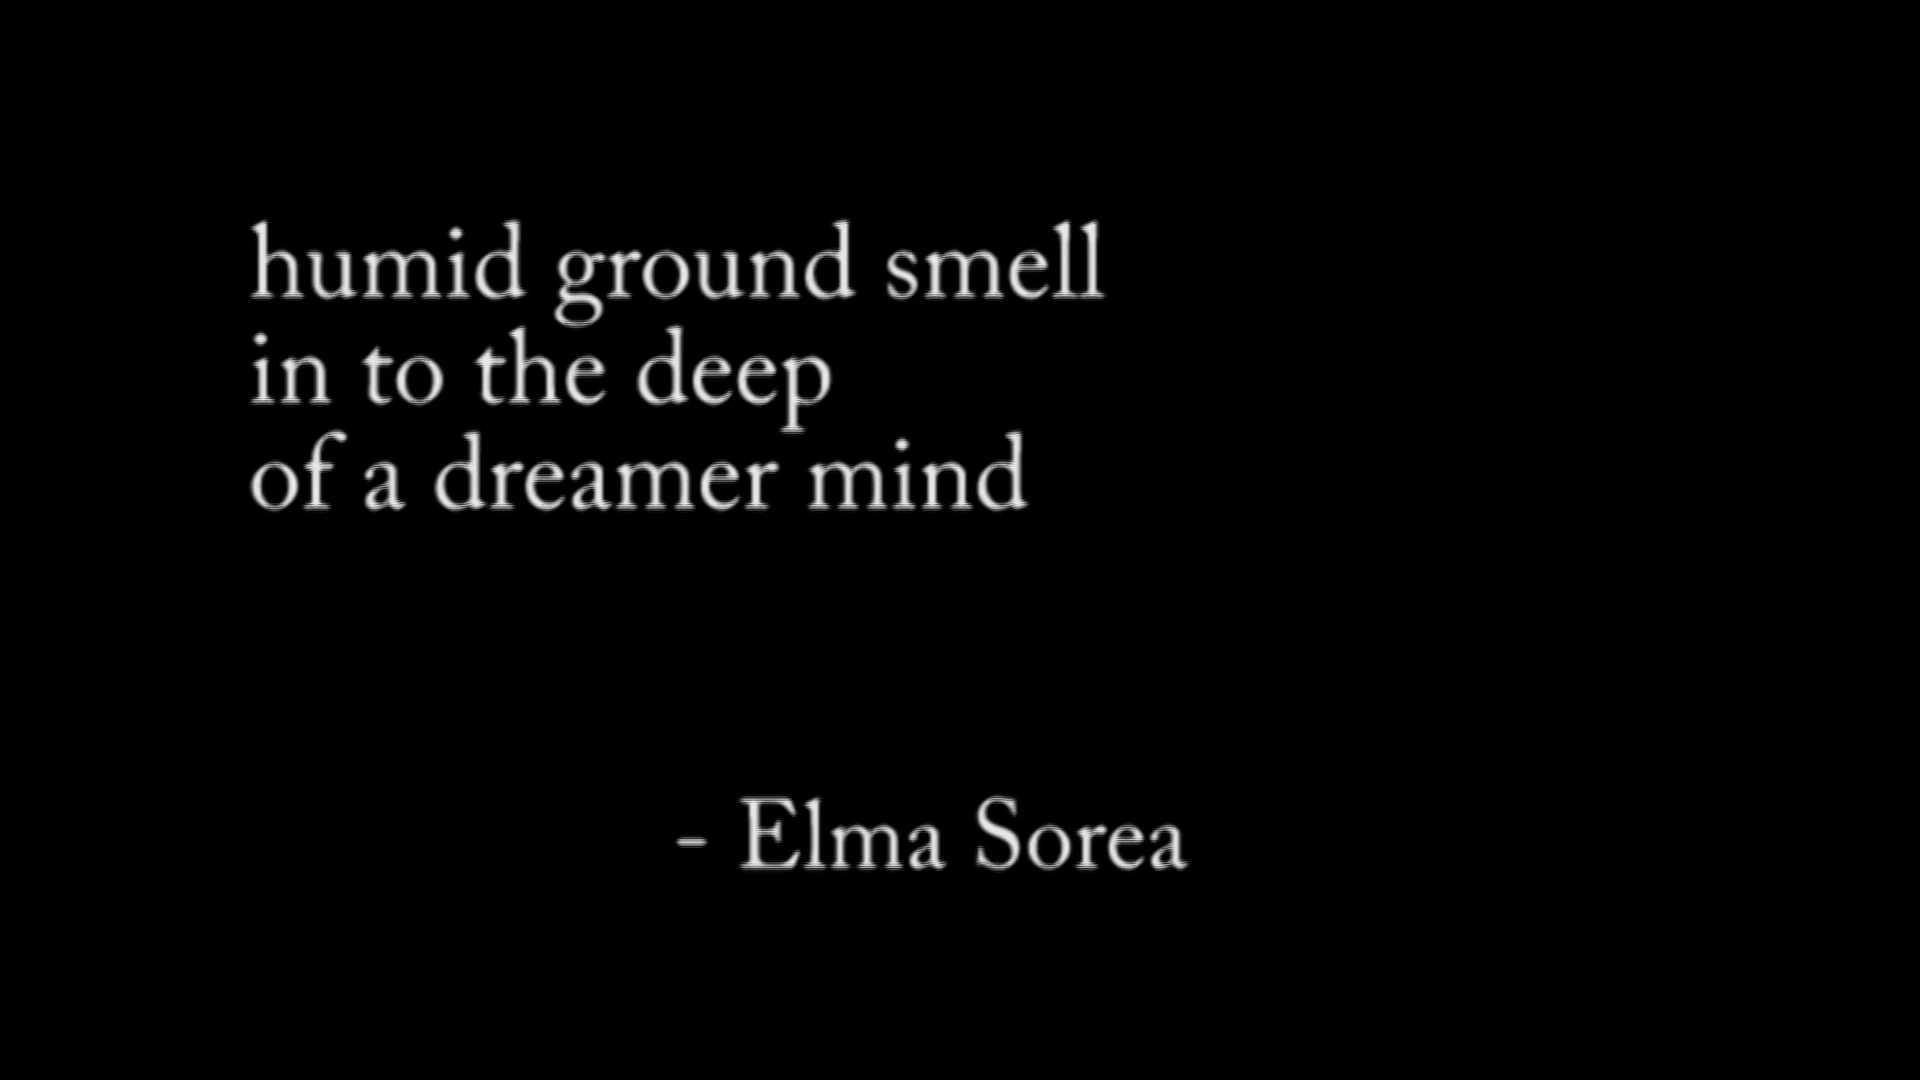 humid ground smell
in to the deep
of a dreamer mind
- Elma Sorea